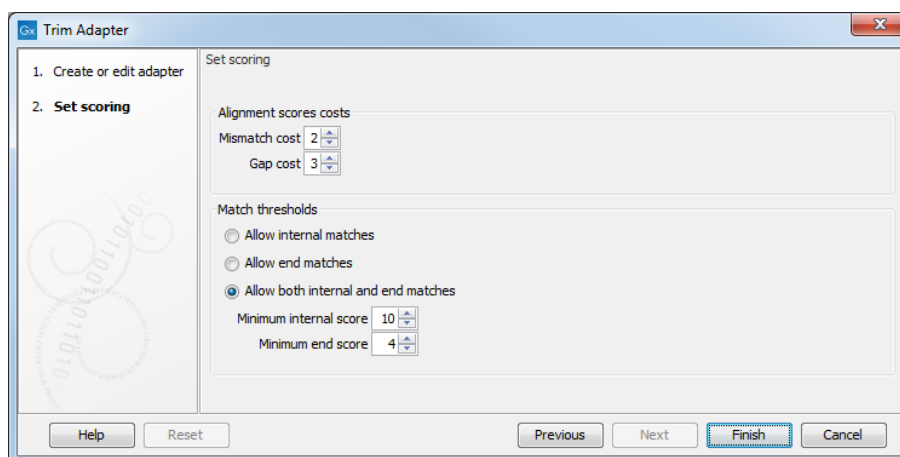 Gx Trim Adapter
1. Create or edit adapter
2. Set scoring
Set scoring
Alignment scores costs
Mismatch cost 2
Gap cost 3
Match thresholds
Allow internal matches
Allow end matches
Allow both internal and end matches
Minimum internal score 10
Minimum end score 4
Help Reset Previous Next Finish Cancel